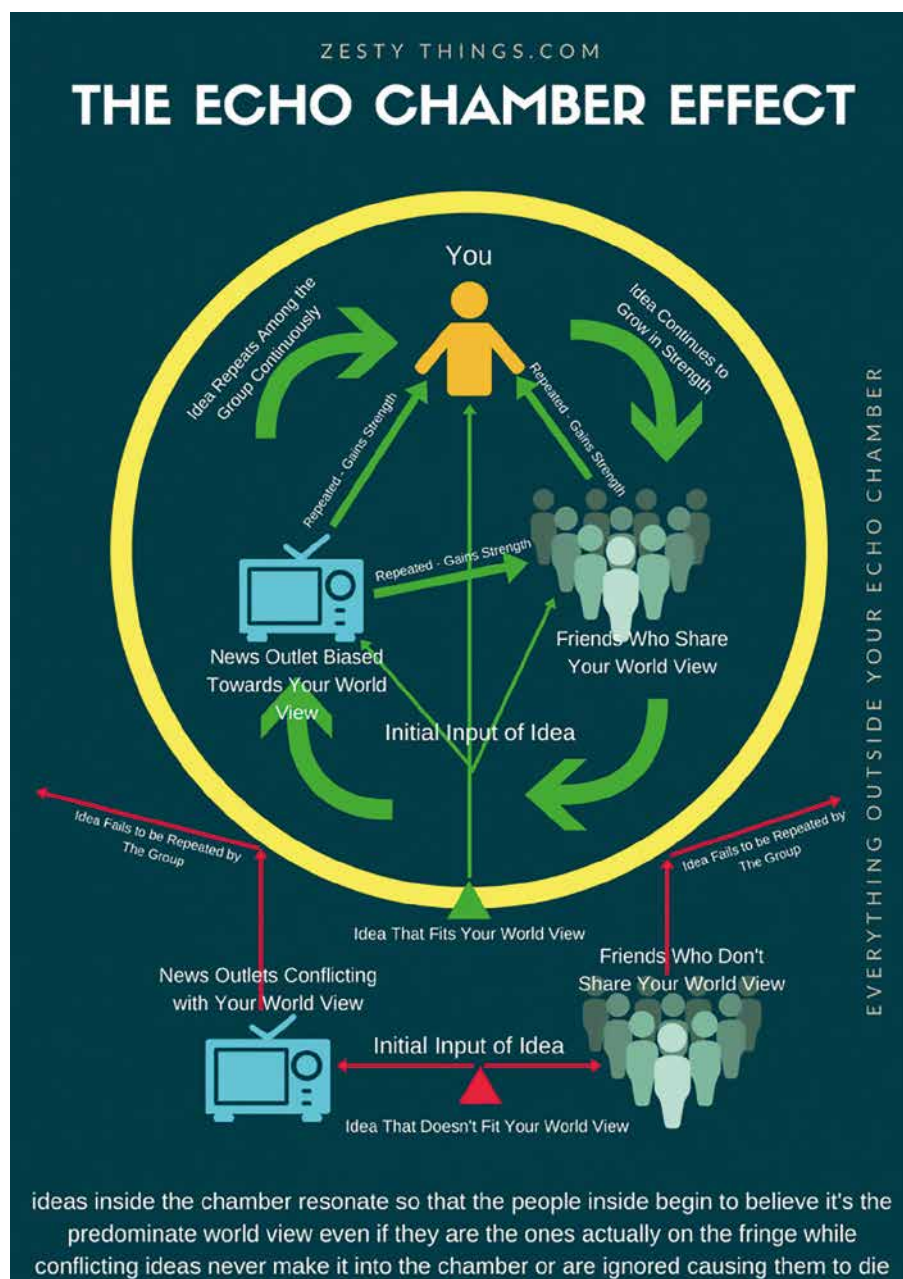 ZESTY THINGS.COM
THE ECHO CHAMBER EFFECT
You
Idea Repeats Among the
Group Continuously
Idea Continues to
Grow in Strength
Repeated - Gains Strength
Repeated - Gains Strength
Repeated - Gains Strength
News Outlet Biased
Towards Your World
View
Friends Who Share
Your World View
Initial Input of Idea
EVERYTHING OUTSIDE YOUR ECHO CHAMBER
Idea Fails to be Repeated by
The Group
Idea Fails to be Repeated by
The Group
Idea That Fits Your World View
News Outlets Conflicting
with Your World View
Friends Who Don't
Share Your World View
Initial Input of Idea
Idea That Doesn't Fit Your World View
ideas inside the chamber resonate so that the people inside begin to believe it's the
predominate world view even if they are the ones actually on the fringe while
conflicting ideas never make it into the chamber or are ignored causing them to die